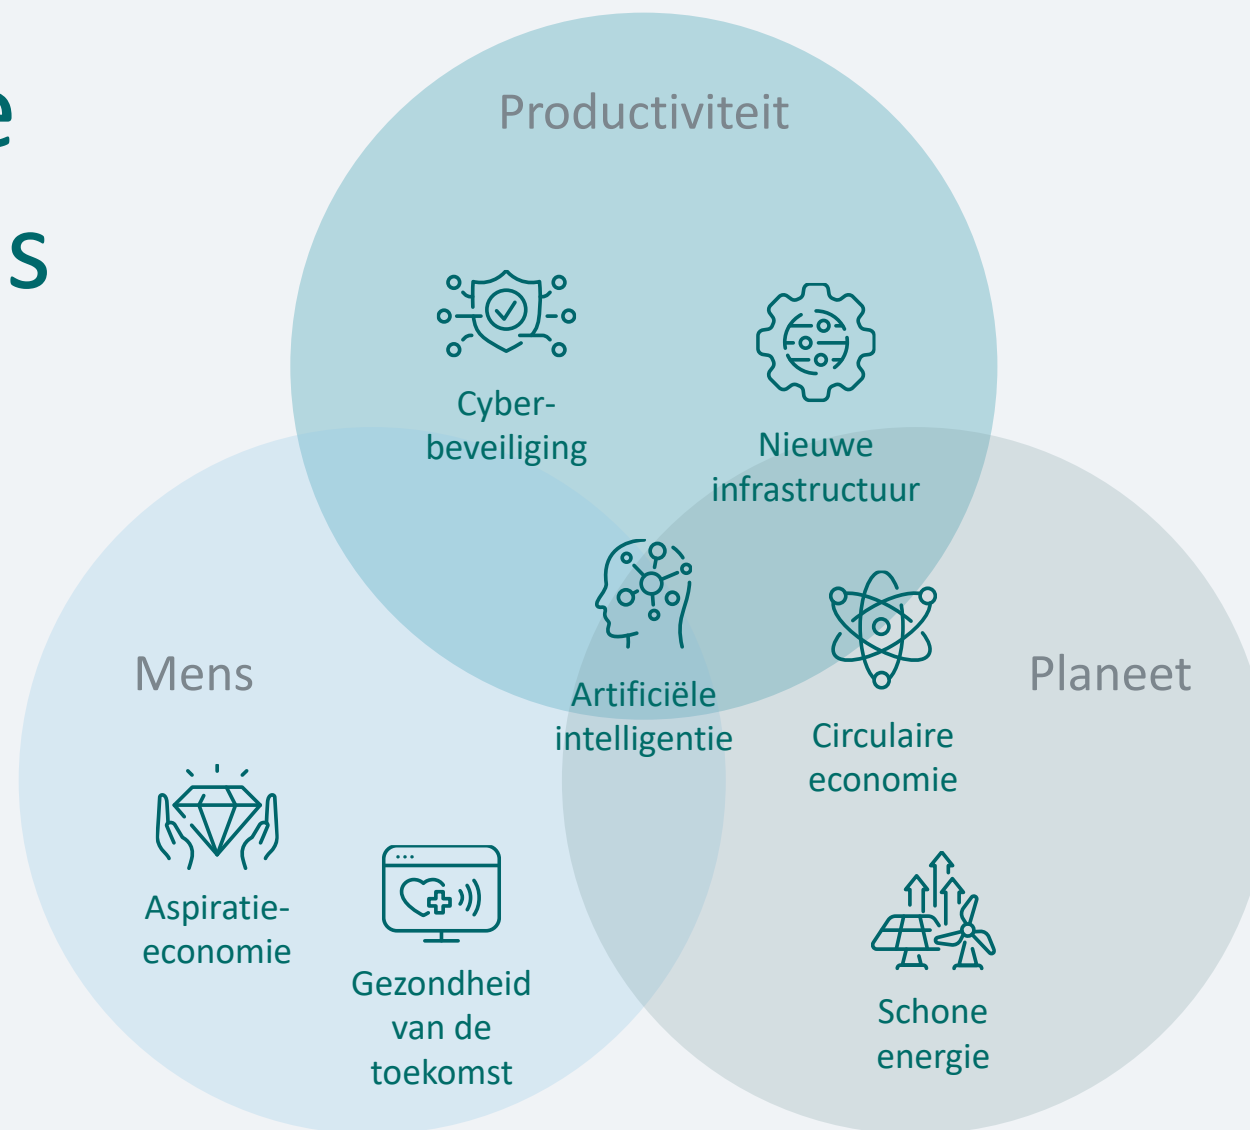 e
s
Productiviteit
Cyber-
beveiliging
Nieuwe
infrastructuur
Mens
Artificiële
intelligentie
Planeet
Circulaire
economie
Aspiratie-
economie
Gezondheid
van de
toekomst
Schone
energie